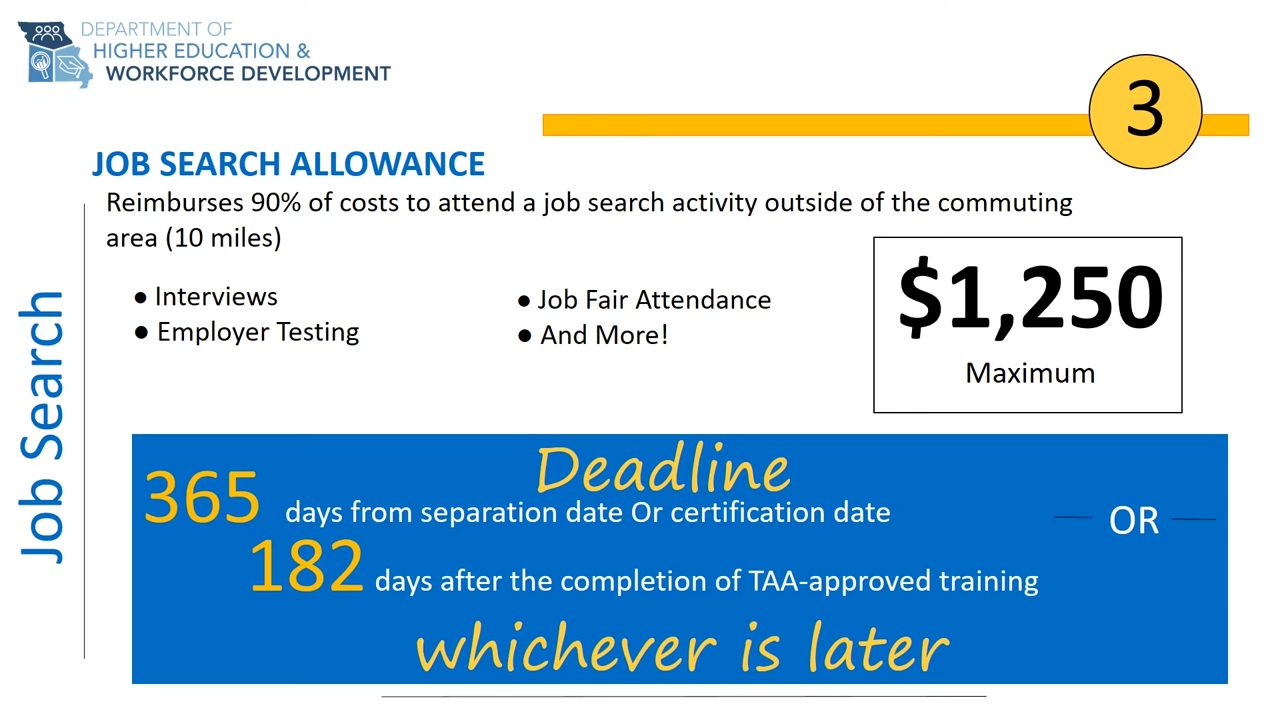 DEPARTMENT OF
HIGHER EDUCATION &
WORKFORCE DEVELOPMENT
3
JOB SEARCH ALLOWANCE
Reimburses 90% of costs to attend a job search activity outside of the commuting
area (10 miles)
● Interviews
● Employer Testing
● Job Fair Attendance
● And More!
$1,250
Maximum
Job Search
Deadline
365 days from separation date Or certification date
OR
182 days after the completion of TAA-approved training
whichever is later